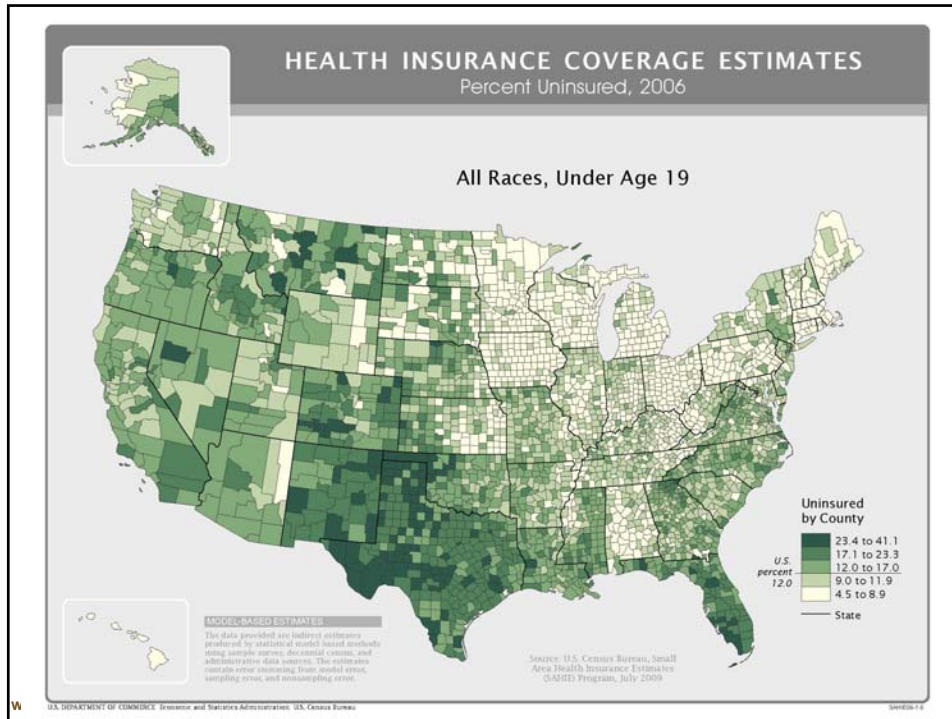 HEALTH INSURANCE COVERAGE ESTIMATES
Percent Uninsured, 2006
All Races, Under Age 19
Uninsured
by County
23.4 to 41.1
17.1 to 23.3
12.0 to 17.0
9.0 to 11.9
4.5 to 8.9
U.S.
percent
12.0
State
MODEL-BASED ESTIMATES
The data provided are indirect estimates
produced by statistical model based methods
using sample survey, decennial census, and
administrative data sources. The estimates
contain error stemming from model error,
sampling error, and nonsampling error.
Source: U.S. Census Bureau, Small
Area Health Insurance Estimates
(SAHIE) Program, July 2009
W
U.S. DEPARTMENT OF COMMERCE Economic and Statistics Administration U.S. Census Bureau